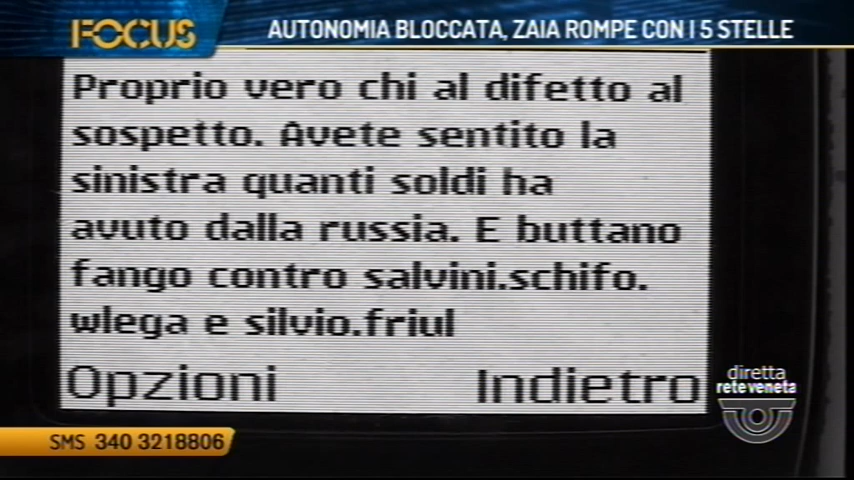 FOCUS
AUTONOMIA BLOCCATA, ZAIA ROMPE CON I 5 STELLE
Proprio vero chi al difetto al
sospetto. Avete sentito la
sinistra quanti soldi ha
avuto dalla russia. E buttano
fango contro salvini.schifo.
wlega e silvio.friul
Opzioni Indietro
diretta
reteveneta
SMS 340 3218806